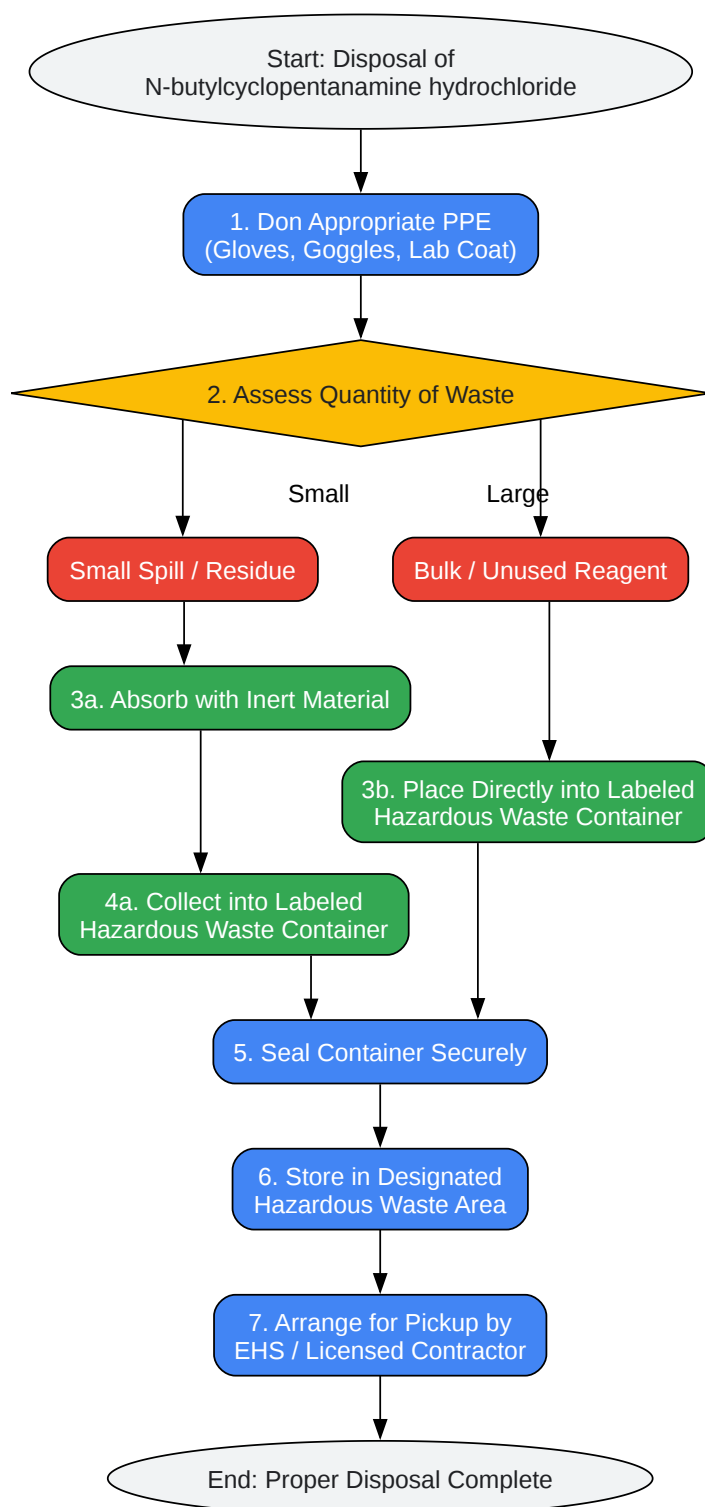 Start: Disposal of
N-butylcyclopentanamine hydrochloride
1. Don Appropriate PPE
(Gloves, Goggles, Lab Coat)
2. Assess Quantity of Waste
Small
Large
Small Spill / Residue
Bulk / Unused Reagent
3a. Absorb with Inert Material
3b. Place Directly into Labeled
Hazardous Waste Container
4a. Collect into Labeled
Hazardous Waste Container
5. Seal Container Securely
6. Store in Designated
Hazardous Waste Area
7. Arrange for Pickup by
EHS / Licensed Contractor
End: Proper Disposal Complete